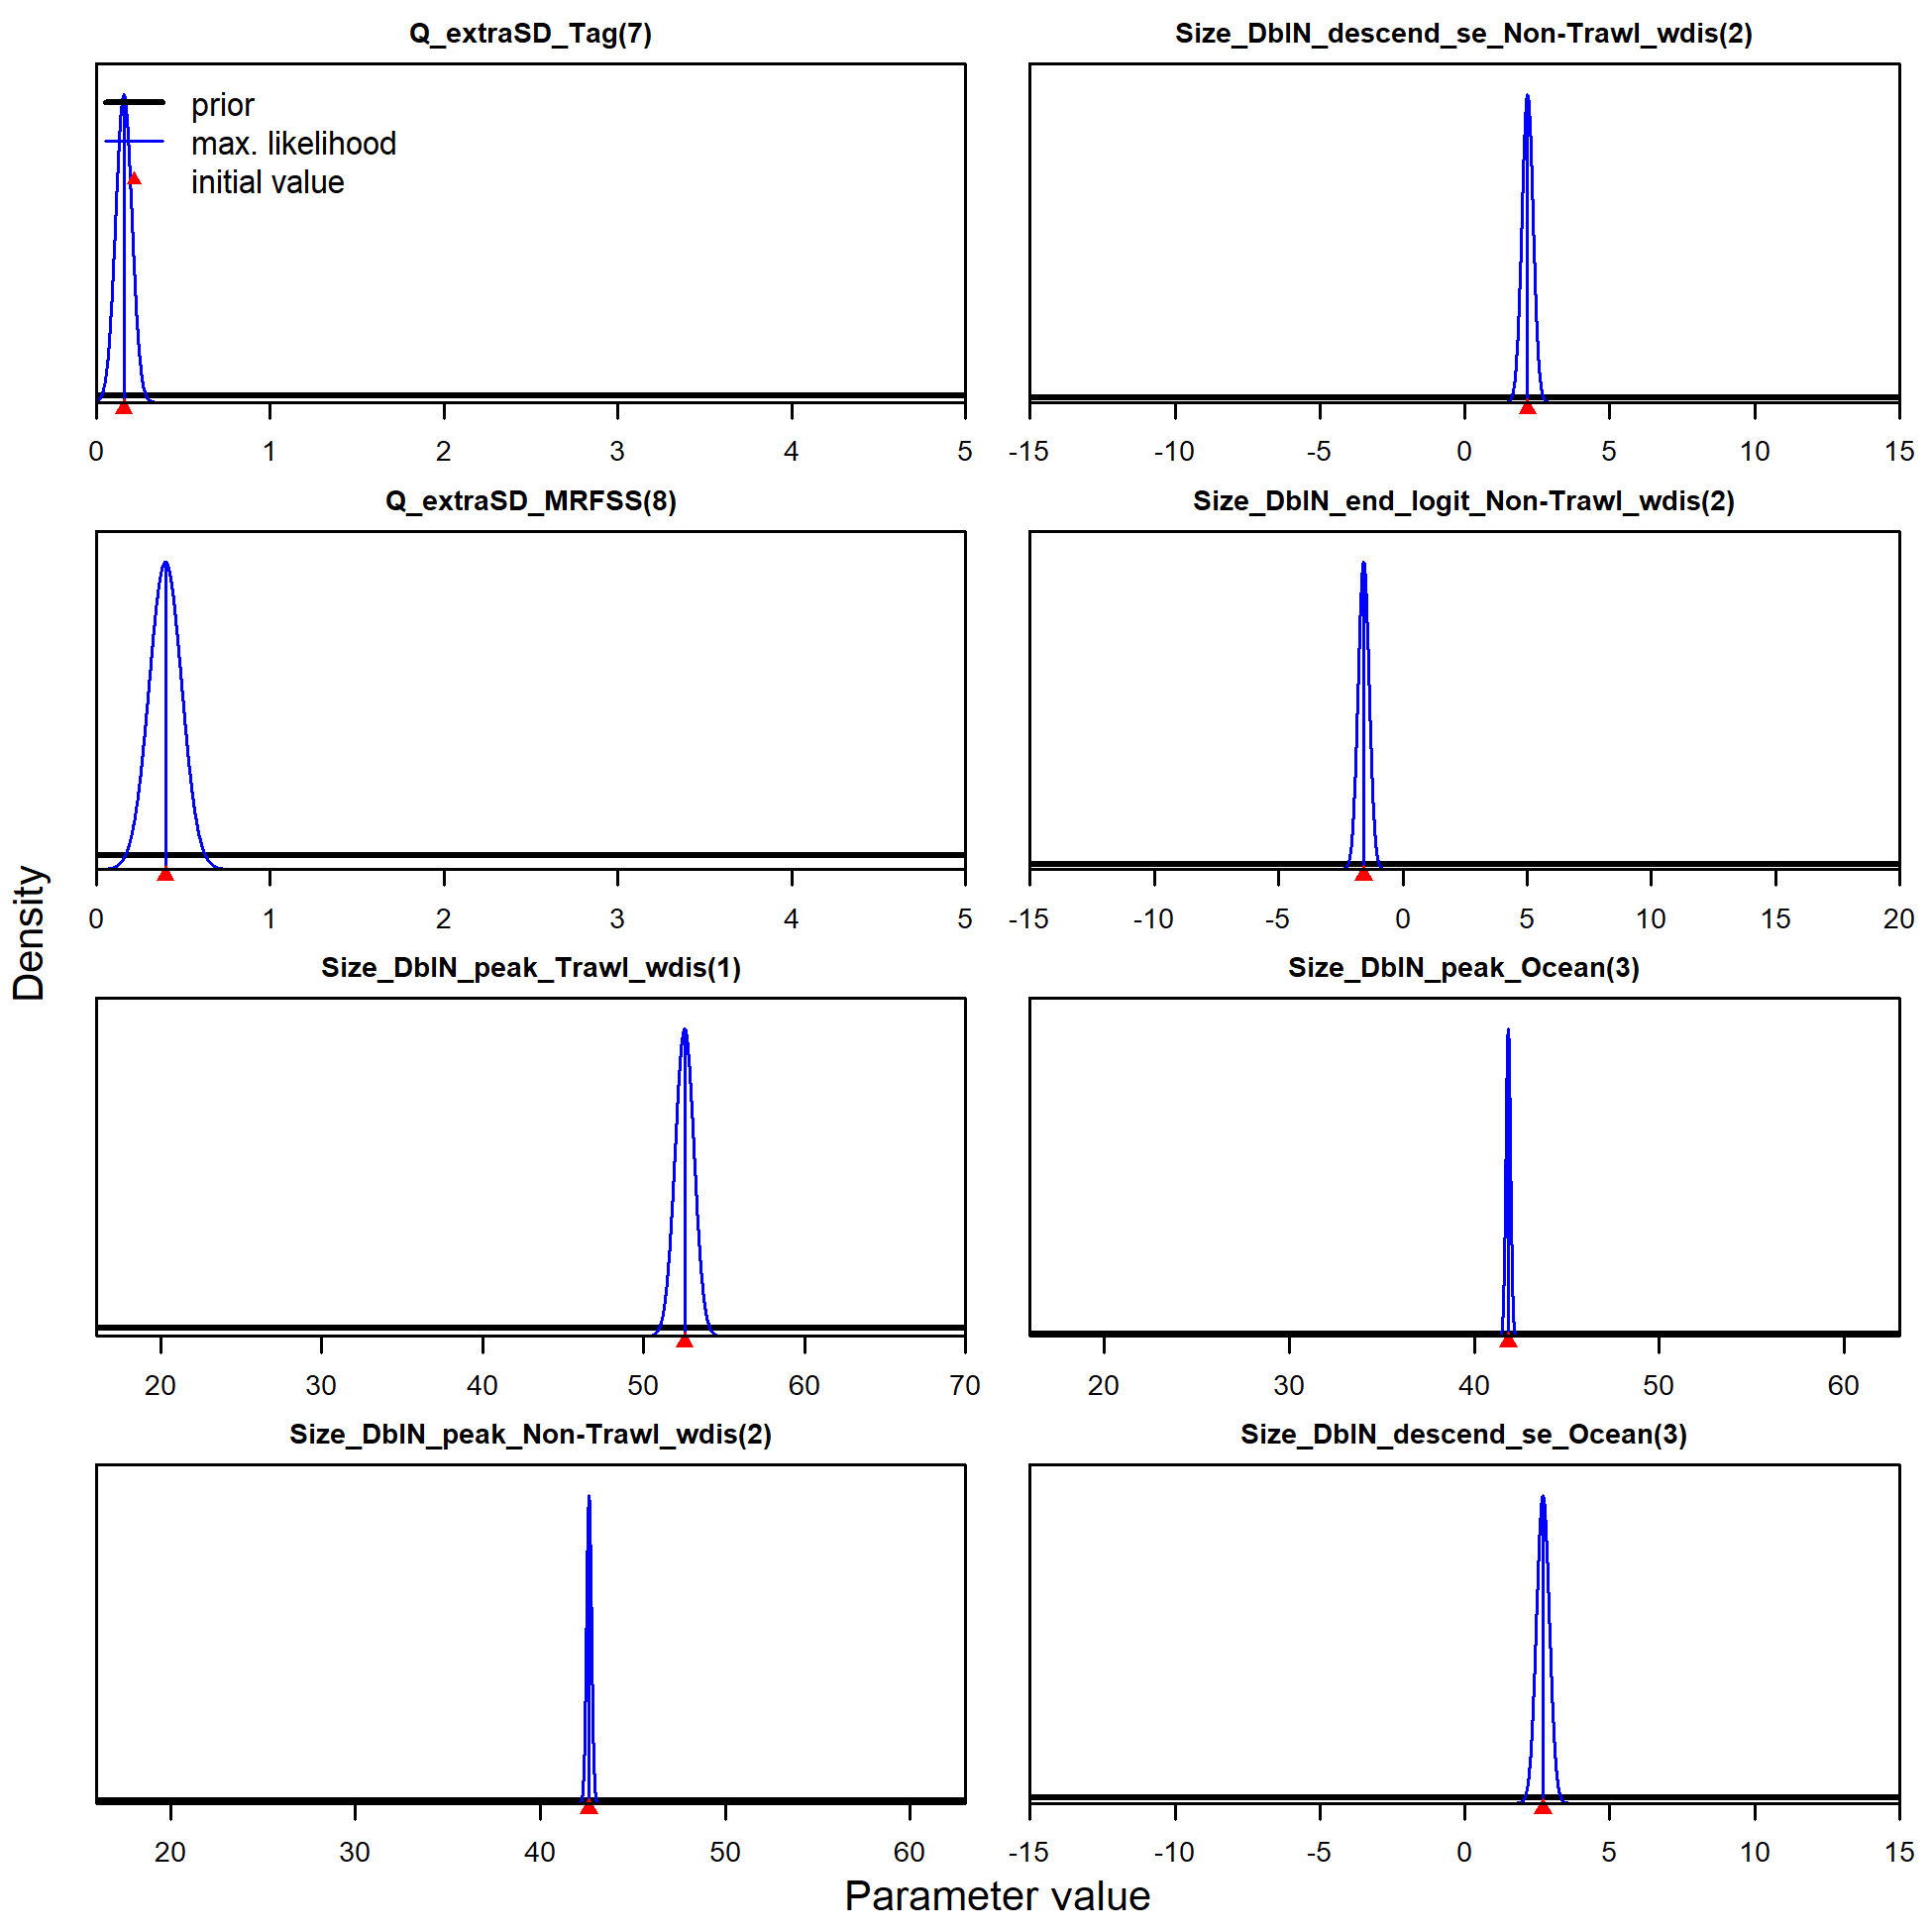 Q_extraSD_Tag(7)
prior
max. likelihood
initial value
0 1 2 3 4 5
Size_DblN_descend_se_Non-Trawl_wdis(2)
-15 -10 -5 0 5 10 15
Q_extraSD_MRFSS(8)
0 1 2 3 4 5
Size_DblN_end_logit_Non-Trawl_wdis(2)
-15 -10 -5 0 5 10 15 20
Size_DblN_peak_Trawl_wdis(1)
20 30 40 50 60 70
Size_DblN_peak_Ocean(3)
20 30 40 50 60
Size_DblN_peak_Non-Trawl_wdis(2)
20 30 40 50 60
Size_DblN_descend_se_Ocean(3)
-15 -10 -5 0 5 10 15
Density
Parameter value